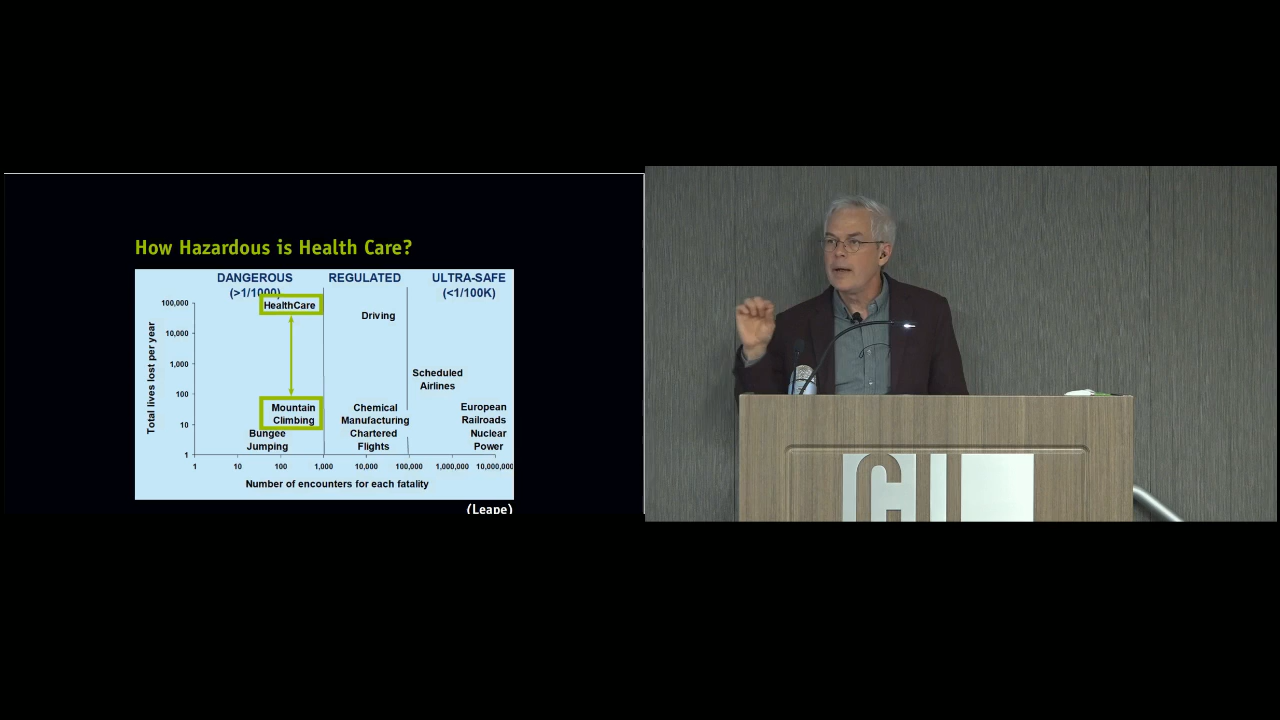 How Hazardous is Health Care?
DANGEROUS
(>1/1000)
REGULATED
ULTRA-SAFE
(<1/100K)
Total lives lost per year
100,000
10,000
1,000
100
10
1
HealthCare
Driving
Scheduled
Airlines
Mountain
Climbing
Bungee
Jumping
Chemical
Manufacturing
Chartered
Flights
European
Railroads
Nuclear
Power
1
10
100
1,000
10,000
100,000
1,000,000
10,000,000
Number of encounters for each fatality
(Leape)